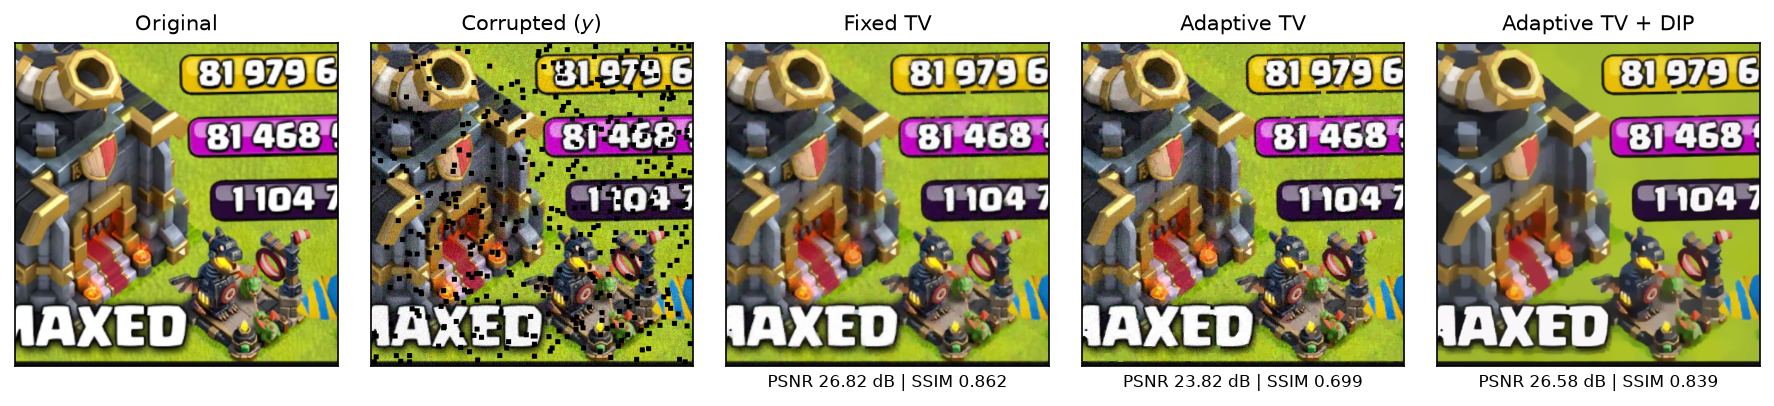 Original
Corrupted (y)
Fixed TV
Adaptive TV
Adaptive TV + DIP
81 979 6
81 979 6
81 979 6
81 979 6
81 979 6
81 468 9
81 468
81 468
81 468
81 468
1 104 7
1 104 7
1 104 7
1 104 7
1 104 7
MAXED
AXED
AXED
AXED
AXED
PSNR 26.82 dB | SSIM 0.862
PSNR 23.82 dB | SSIM 0.699
PSNR 26.58 dB | SSIM 0.839